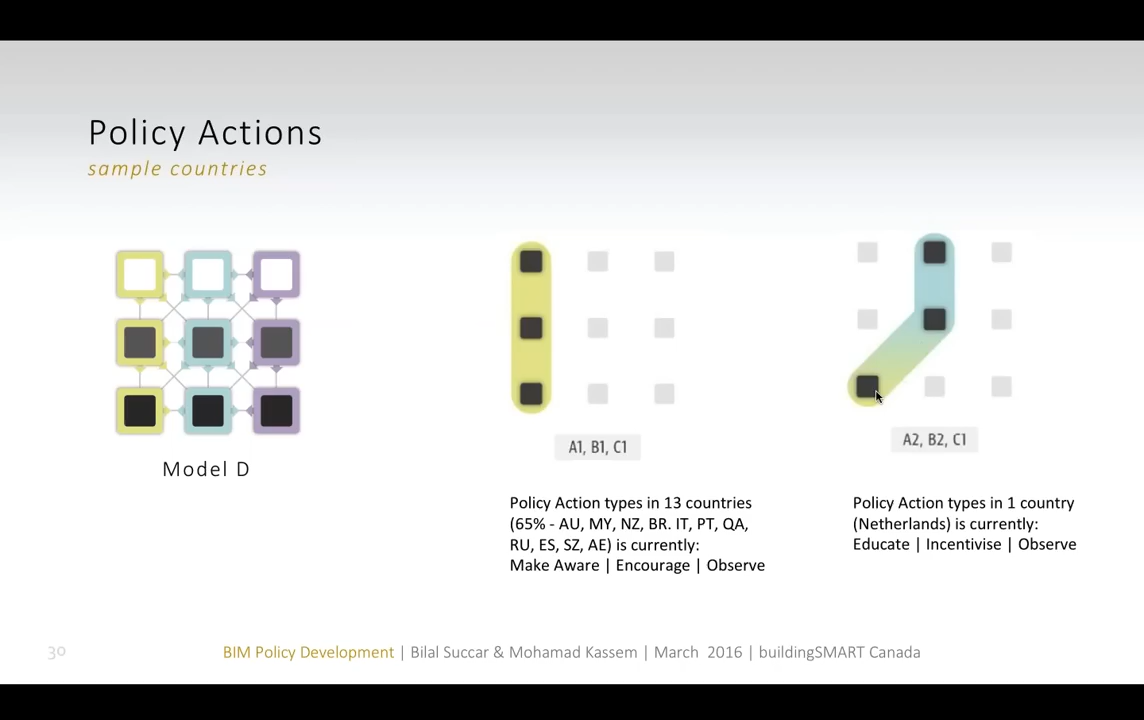 Policy Actions
sample countries
Model D
A1, B1, C1
Policy Action types in 13 countries
(65% - AU, MY, NZ, BR. IT, PT, QA,
RU, ES, SZ, AE) is currently:
Make Aware | Encourage | Observe
A2, B2, C1
Policy Action types in 1 country
(Netherlands) is currently:
Educate | Incentivise | Observe
30
BIM Policy Development | Bilal Succar & Mohamad Kassem | March 2016 | buildingSMART Canada